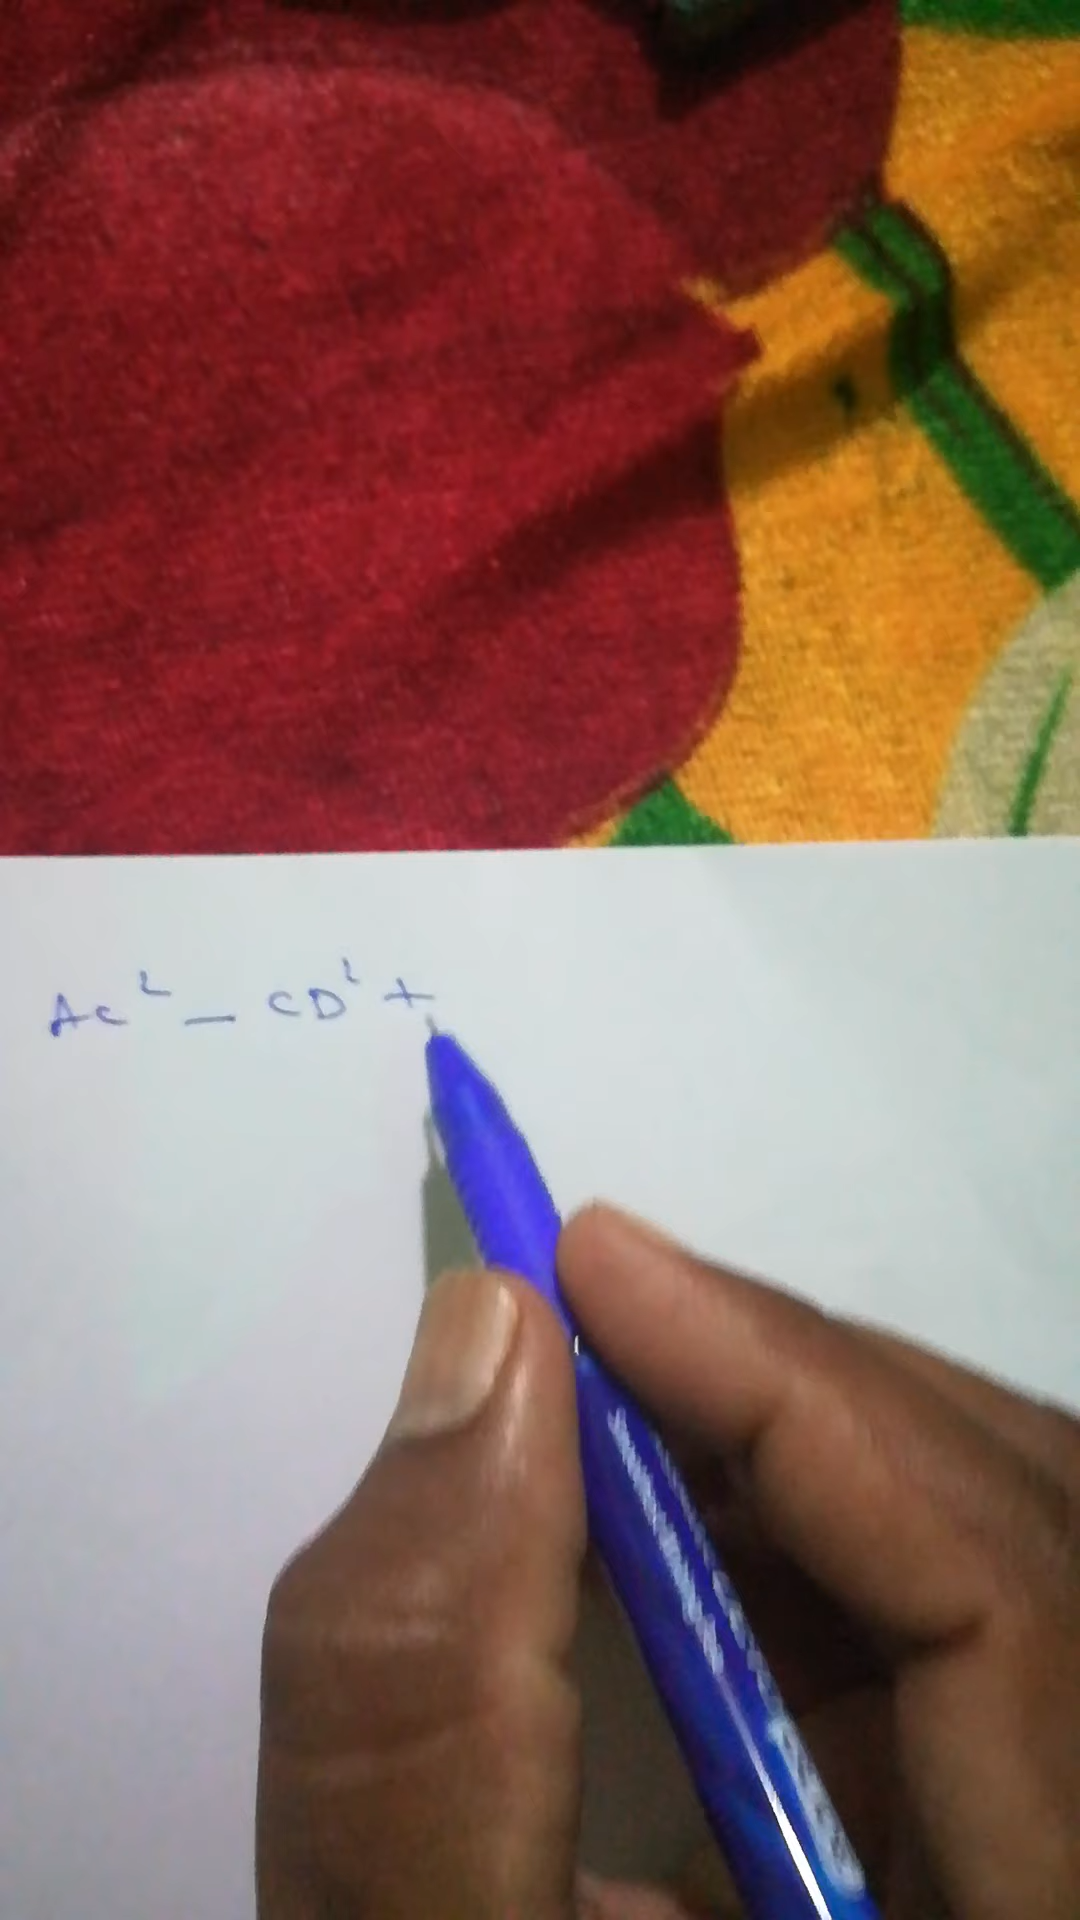 AC² - CD² +